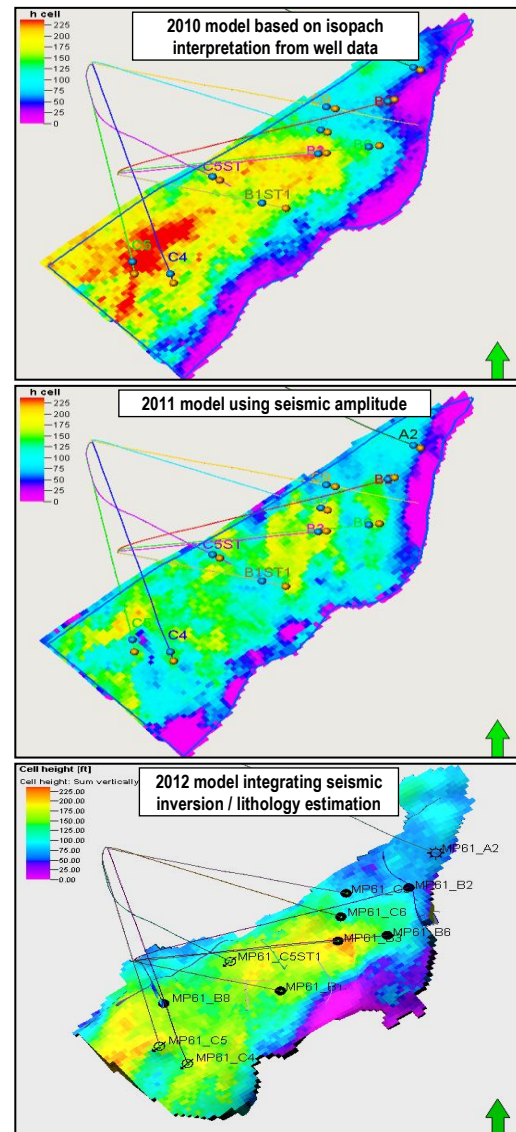 2010 model based on isopach
interpretation from well data
h cell
225
200
175
150
125
100
75
50
25
0
C5ST
B3
B1ST1
C5
C4
2011 model using seismic amplitude
h cell
225
200
175
150
125
100
75
50
25
0
A2
C5ST
B3
B1ST1
C5
C4
Cell height [ft]
Cell height: Sum vertically
225.00
200.00
175.00
150.00
125.00
100.00
75.00
50.00
25.00
0.00
2012 model integrating seismic
inversion / lithology estimation
MP61_A2
MP61_B2
MP61_C6
MP61_B6
MP61_B3
MP61_C5ST1
MP61_B8
MP61_C5
MP61_C4